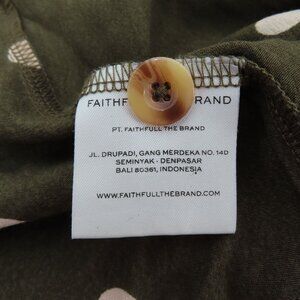 FAITHF BRAND
PT. FAITHFULL THE BRAND
JL. DRUPADI, GANG MERDEKA NO. 14D
SEMINYAK - DENPASAR
BALI 80361, INDONESIA
WWW.FAITHFULLTHEBRAND.COM